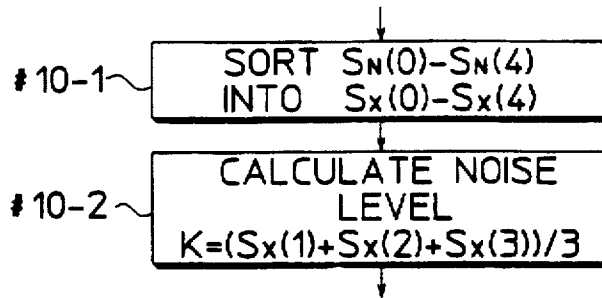 #10-1
SORT SN(0)-SN(4)
INTO SX(0)-SX(4)
#10-2
CALCULATE NOISE
LEVEL
K=(SX(1)+SX(2)+SX(3))/3